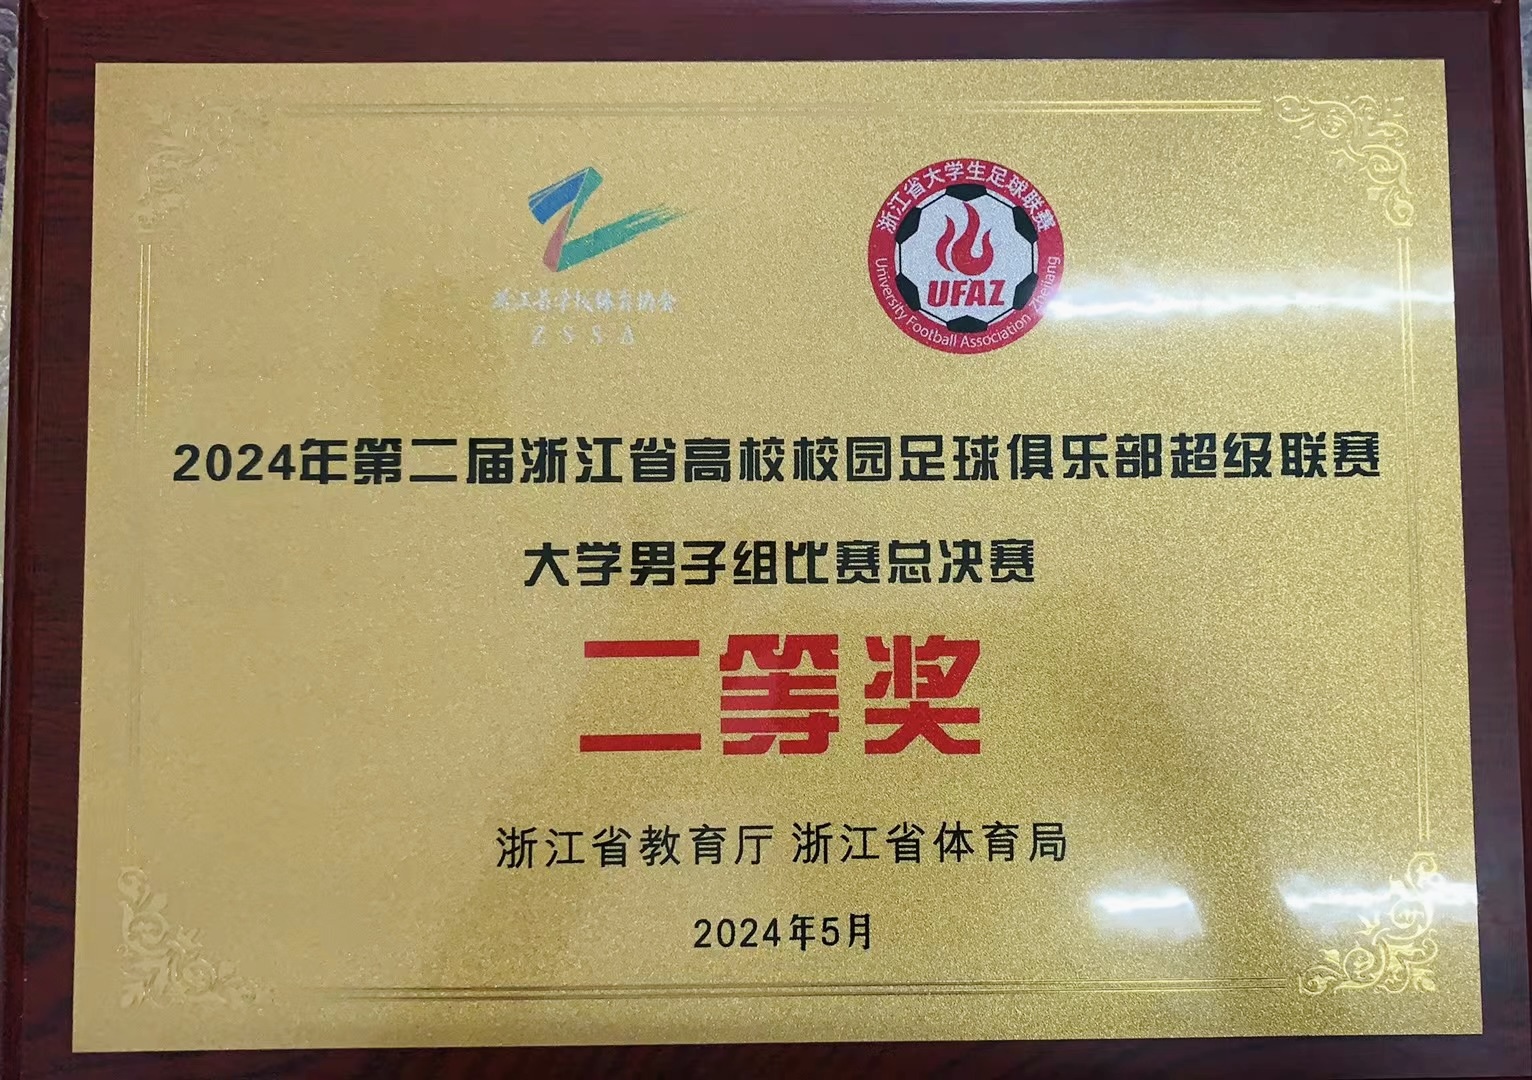 浙江省学校体育协会
ZSSA
浙江省大学生足球联赛
UFAZ
University Football Association Zhejiang
2024年第二届浙江省高校校园足球俱乐部超级联赛
大学男子组比赛总决赛
二等奖
浙江省教育厅 浙江省体育局
2024年5月